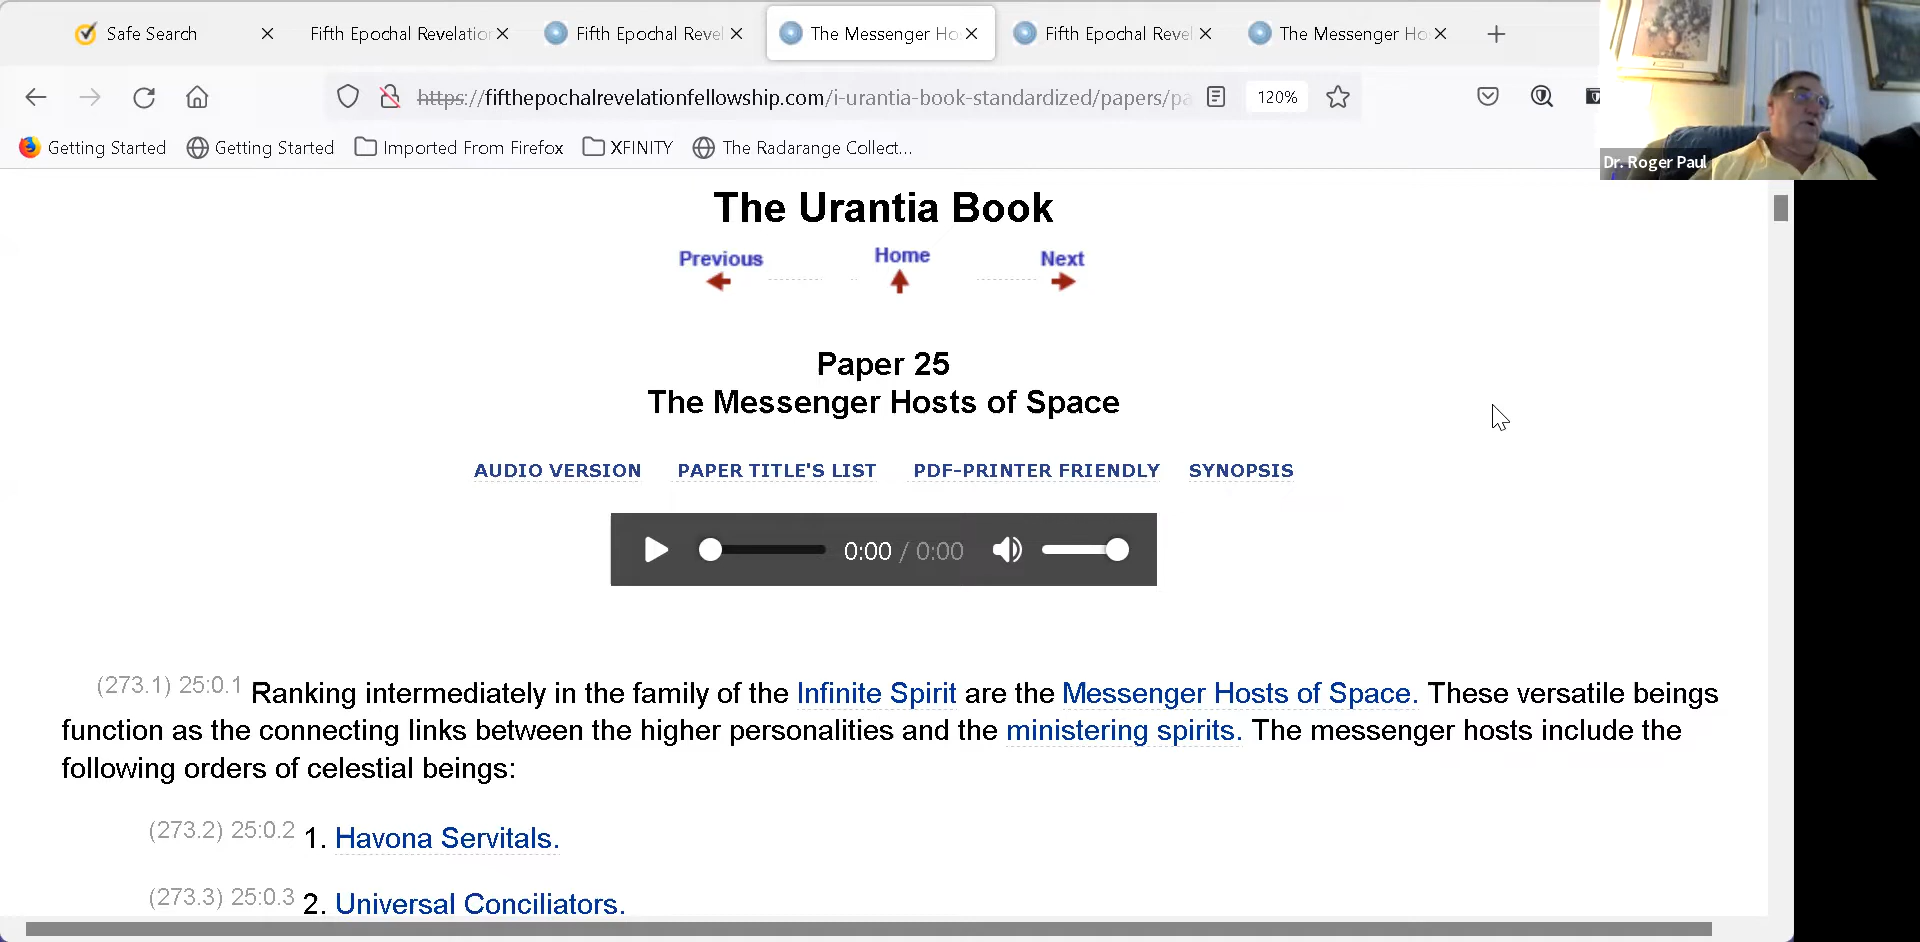 Safe Search
Fifth Epochal Revelation
Fifth Epochal Revel
The Messenger Ho
Fifth Epochal Revel
The Messenger Ho
https://fifthepochalrevelationfellowship.com/i-urantia-book-standardized/papers/pa
120%
Getting Started
Getting Started
Imported From Firefox
XFINITY
The Radarange Collect...
Dr. Roger Paul
The Urantia Book
Previous
Home
Next
Paper 25
The Messenger Hosts of Space
AUDIO VERSION
PAPER TITLE'S LIST
PDF-PRINTER FRIENDLY
SYNOPSIS
0:00 / 0:00
(273.1) 25:0.1 Ranking intermediately in the family of the Infinite Spirit are the Messenger Hosts of Space. These versatile beings
function as the connecting links between the higher personalities and the ministering spirits. The messenger hosts include the
following orders of celestial beings:
(273.2) 25:0.2 1. Havona Servitals.
(273.3) 25:0.3 2. Universal Conciliators.